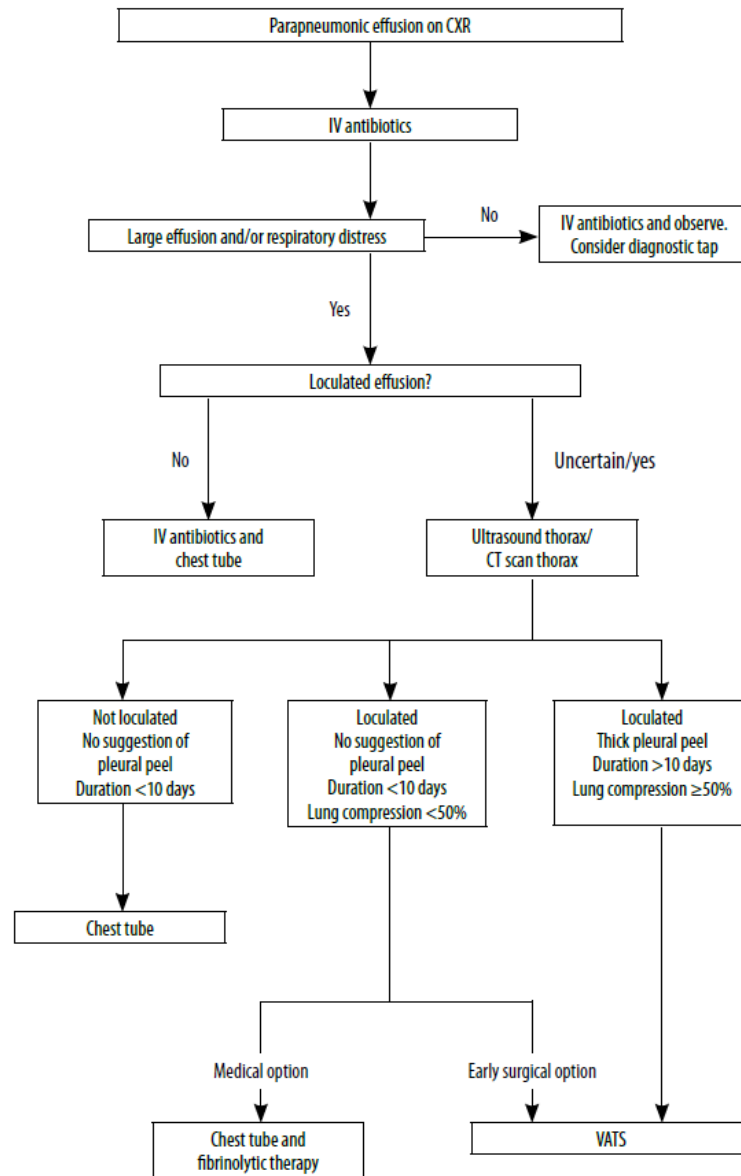 Parapneumonic effusion on CXR
IV antibiotics
Large effusion and/or respiratory distress
No
IV antibiotics and observe.
Consider diagnostic tap
Yes
Loculated effusion?
No
Uncertain/yes
IV antibiotics and
chest tube
Ultrasound thorax/
CT scan thorax
Not loculated
No suggestion of
pleural peel
Duration <10 days
Loculated
No suggestion of
pleural peel
Duration <10 days
Lung compression <50%
Loculated
Thick pleural peel
Duration >10 days
Lung compression ≥50%
Chest tube
Medical option
Early surgical option
Chest tube and
fibrinolytic therapy
VATS